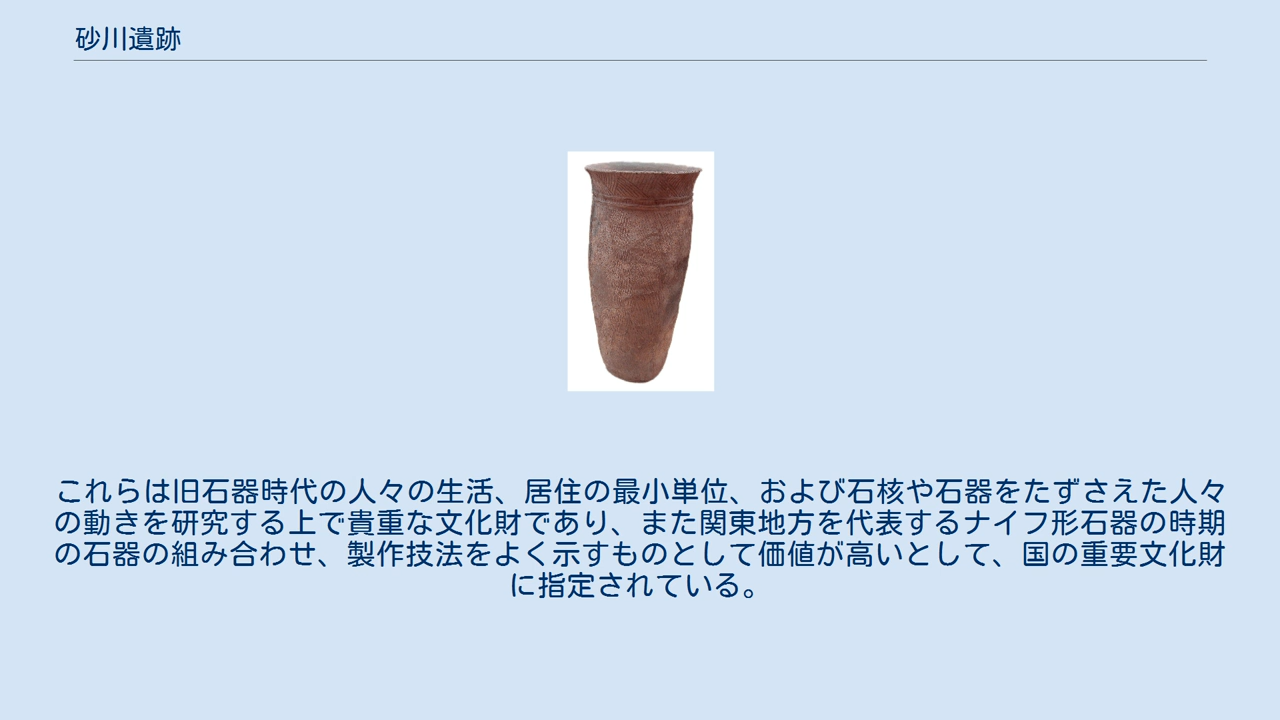 砂川遺跡
これらは旧石器時代の人々の生活、居住の最小単位、および石核や石器をたずさえた人々
の動きを研究する上で貴重な文化財であり、また関東地方を代表するナイフ形石器の時期
の石器の組み合わせ、製作技法をよく示すものとして価値が高いとして、国の重要文化財
に指定されている。